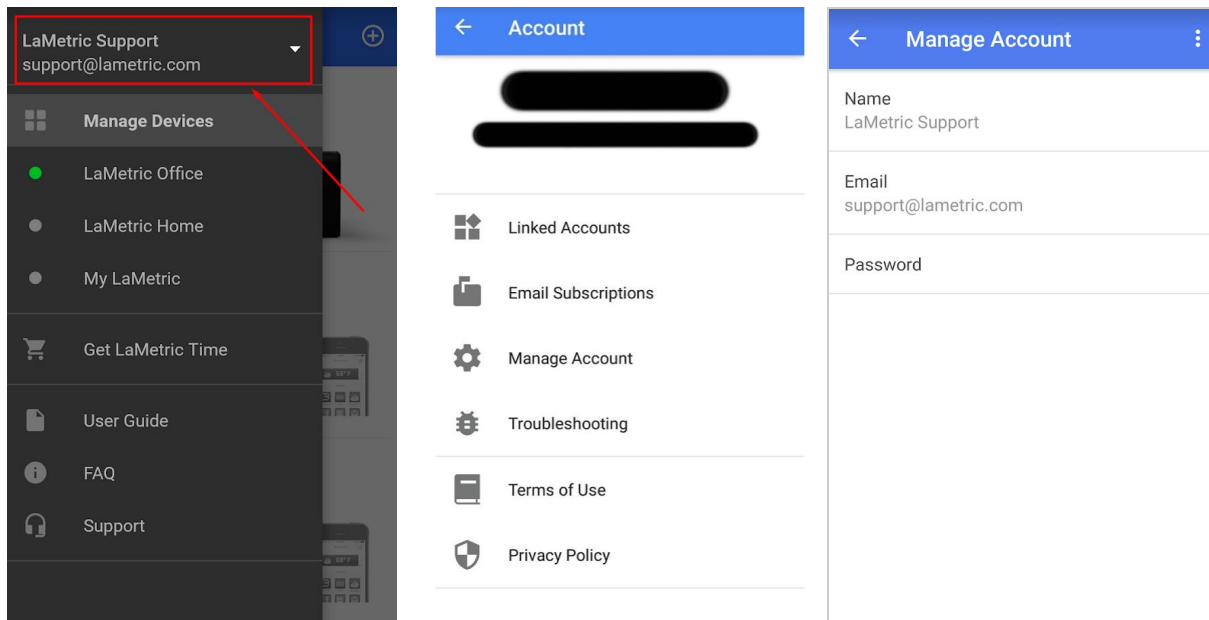 LaMetric Support
support@lametric.com
Manage Devices
LaMetric Office
LaMetric Home
My LaMetric
Get LaMetric Time
User Guide
FAQ
Support
Account
Linked Accounts
Email Subscriptions
Manage Account
Troubleshooting
Terms of Use
Privacy Policy
Manage Account
Name
LaMetric Support
Email
support@lametric.com
Password